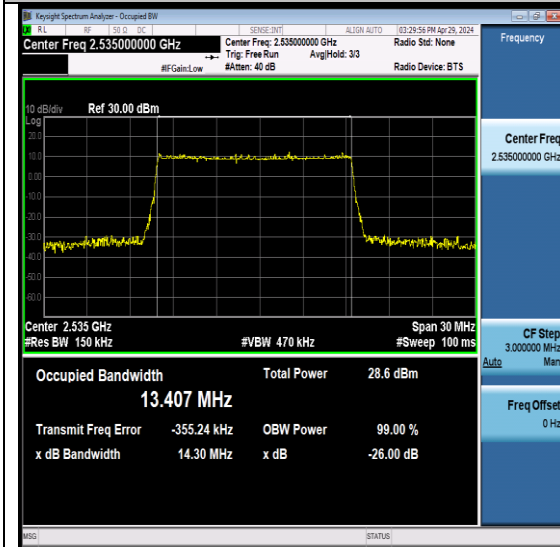 Keysight Spectrum Analyzer - Occupied BW
RL RF 50 Ω DC SENSE:INT ALIGN AUTO 03:29:56 PM Apr 29, 2024
Center Freq 2.535000000 GHz
Center Freq: 2.535000000 GHz
Radio Std: None
Trig: Free Run Avg|Hold: 3/3
#IFGain:Low #Atten: 40 dB
Radio Device: BTS
Frequency
10 dB/div Ref 30.00 dBm
Log
20.0
10.0
0.00
-10.0
-20.0
-30.0
-40.0
-50.0
-60.0
Center Freq
2.535000000 GHz
Center 2.535 GHz
Span 30 MHz
#Res BW 150 kHz
#VBW 470 kHz
#Sweep 100 ms
CF Step
3.000000 MHz
Auto Man
Occupied Bandwidth
13.407 MHz
Total Power 28.6 dBm
Transmit Freq Error -355.24 kHz
OBW Power 99.00 %
x dB Bandwidth 14.30 MHz
x dB -26.00 dB
Freq Offset
0 Hz
MSG
STATUS